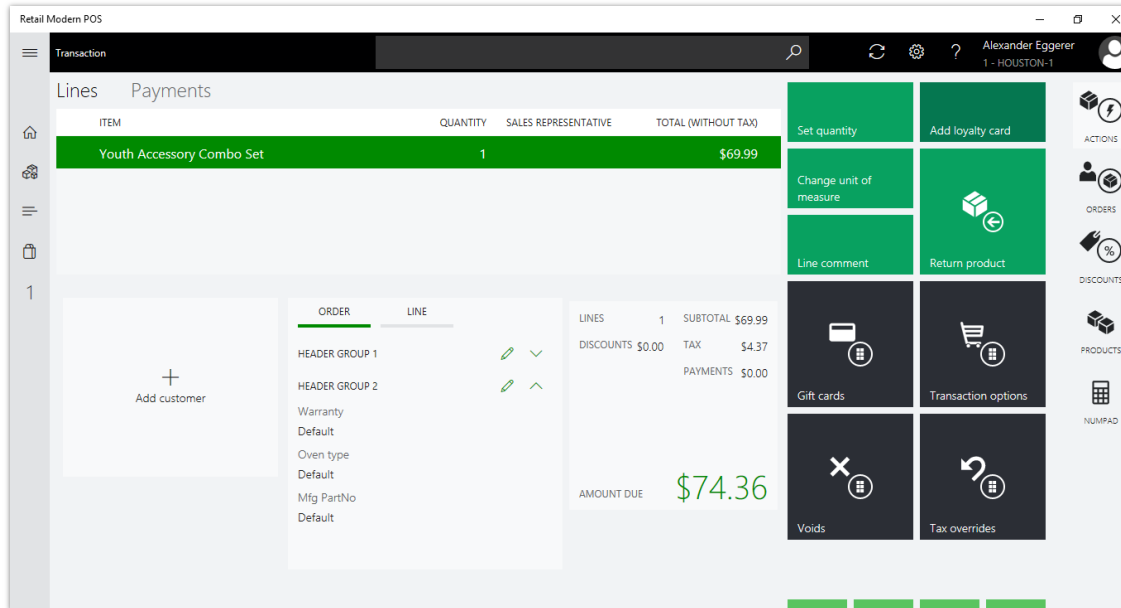 Retail Modern POS
Transaction
Alexander Eggerer
1 - HOUSTON-1
Lines Payments
ITEM QUANTITY SALES REPRESENTATIVE TOTAL (WITHOUT TAX)
Youth Accessory Combo Set 1 $69.99
1
Add customer
ORDER LINE
HEADER GROUP 1
HEADER GROUP 2
Warranty
Default
Oven type
Default
Mfg PartNo
Default
LINES 1 SUBTOTAL $69.99
DISCOUNTS $0.00 TAX $4.37
PAYMENTS $0.00
AMOUNT DUE $74.36
Set quantity
Add loyalty card
Change unit of
measure
Line comment
Return product
Gift cards
Transaction options
Voids
Tax overrides
ACTIONS
ORDERS
%
DISCOUNTS
PRODUCTS
NUMPAD